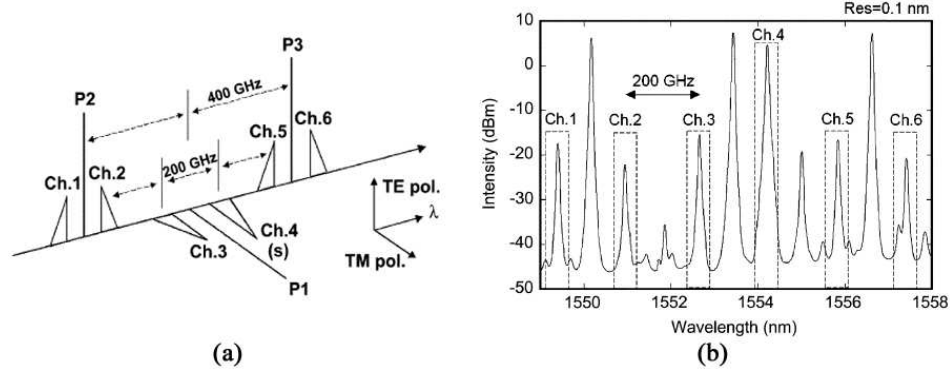 (a)
P3
400 GHz
P2
Ch.6
Ch.5
200 GHz
Ch.2
Ch.1
TE pol.
λ
Ch.4
(s)
Ch.3
TM pol.
P1
(a)
Res=0.1 nm
Ch.4
200 GHz
Ch.1
Ch.2
Ch.3
Ch.5
Ch.6
Intensity (dBm)
10
0
-10
-20
-30
-40
-50
1550
1552
1554
1556
1558
Wavelength (nm)
(b)